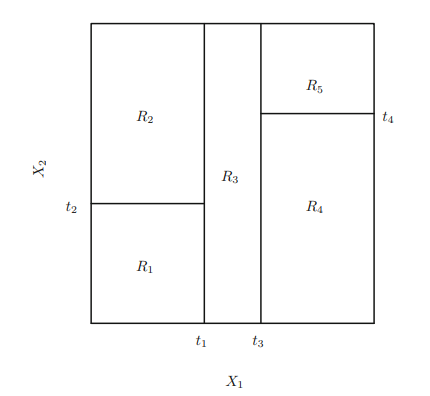 R₅
R₂
t₄
X₂
R₃
t₂
R₄
R₁
t₁
t₃
X₁